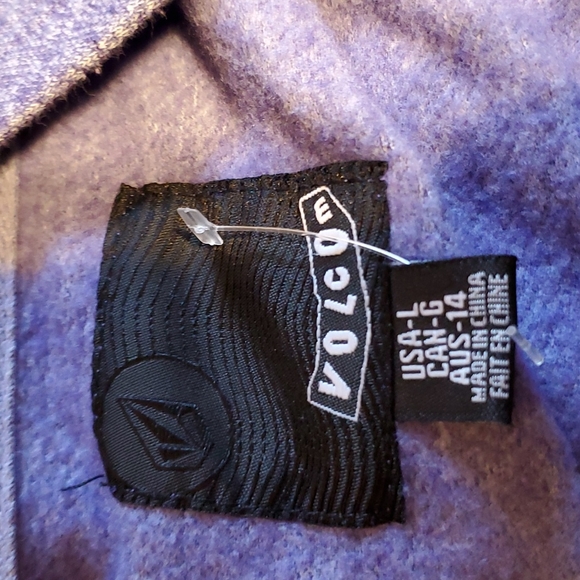 VOLCOM
USA-L
CAN-G
AUS-14
MADE IN CHINA
FAIT EN CHINE